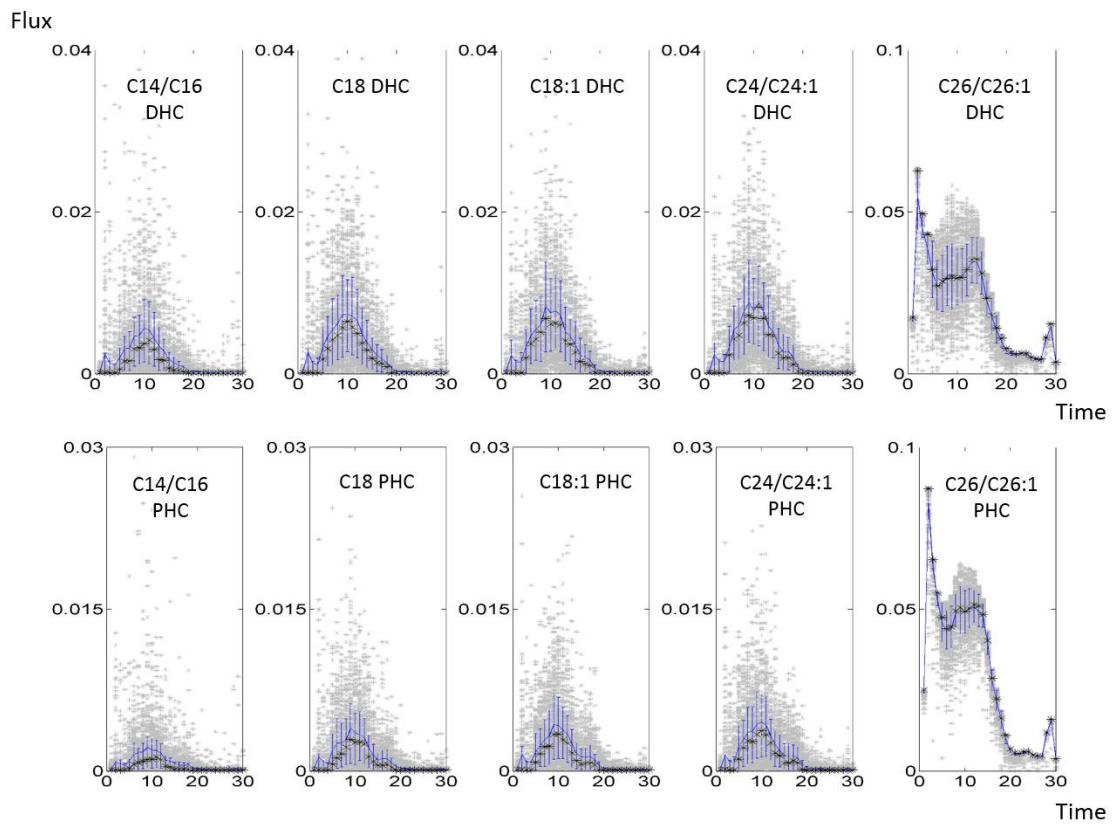 Flux
0.04 0.04 0.04 0.04 0.1
C14/C16 C18 DHC C18:1 DHC C24/C24:1 C26/C26:1
DHC DHC DHC
0.02 0.02 0.02 0.02 0.05
0 0 0 0 0
0 10 20 30 0 10 20 30 0 10 20 30 0 10 20 30 0 10 20 30
Time
0.03 0.03 0.03 0.03 0.1
C14/C16 C18 PHC C18:1 PHC C24/C24:1 C26/C26:1
PHC PHC PHC
0.015 0.015 0.015 0.015 0.05
0 0 0 0 0
0 10 20 30 0 10 20 30 0 10 20 30 0 10 20 30 0 10 20 30
Time